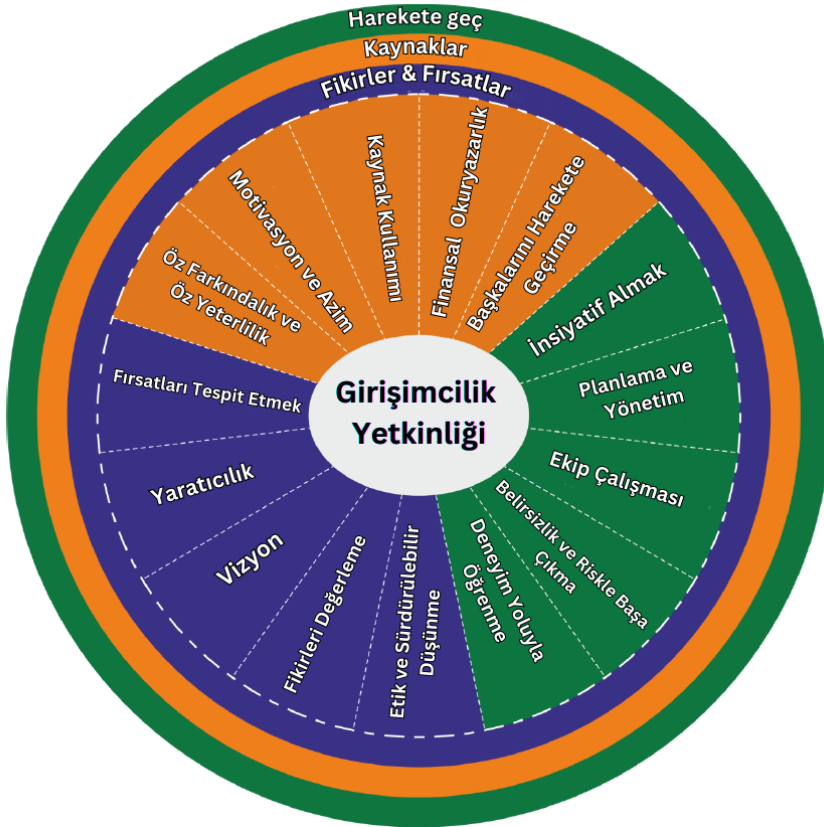 Harekete geç
Kaynaklar
Fikirler & Fırsatlar
Öz Farkındalık ve
Öz Yeterlilik
Motivasyon ve Azim
Kaynak Kullanımı
Finansal Okuryazarlık
Başkalarını Harekete
Geçirme
İnsiyatif Almak
Planlama ve
Yönetim
Ekip Çalışması
Belirsizlik ve Riskle Başa
Çıkma
Deneyim Yoluyla
Öğrenme
Etik ve Sürdürülebilir
Düşünme
Fikirleri Değerleme
Vizyon
Yaratıcılık
Fırsatları Tespit Etmek
Girişimcilik
Yetkinliği